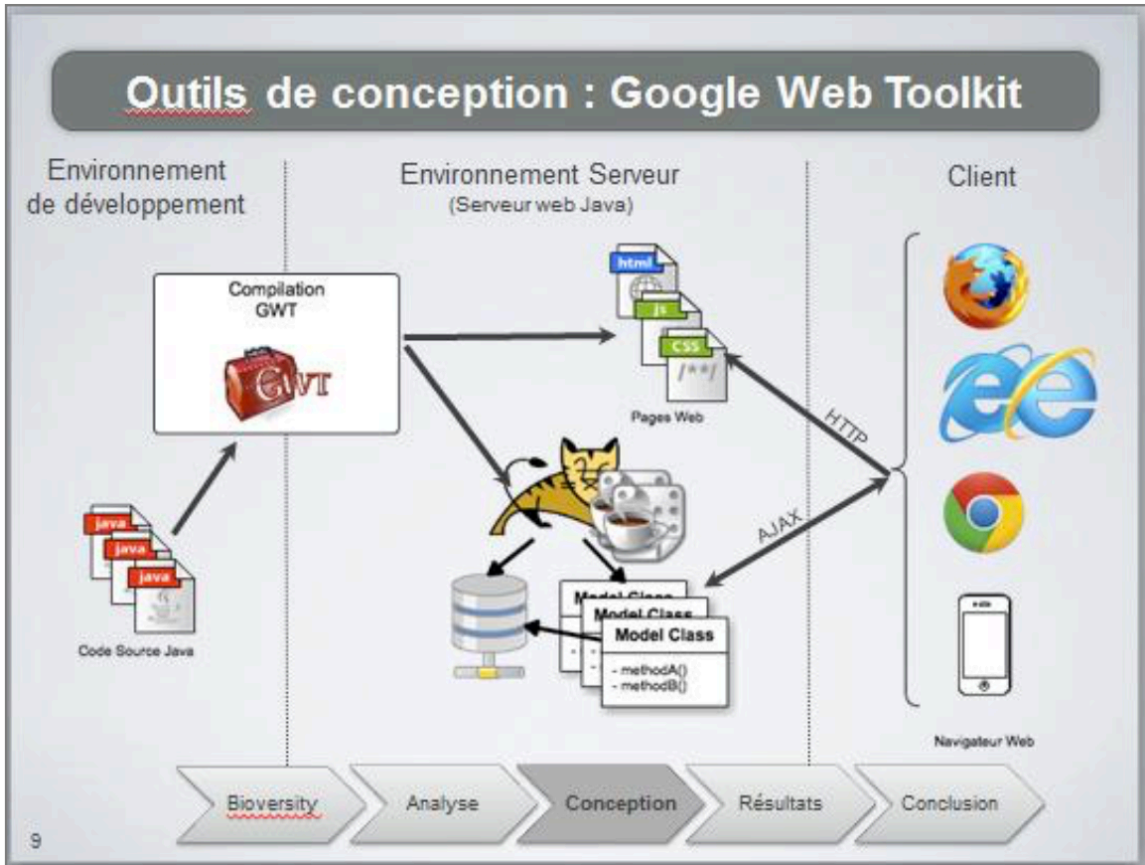 Outils de conception : Google Web Toolkit
Environnement
de développement
Environnement Serveur
(Serveur web Java)
Client
Compilation
GWT
GWT
html
js
CSS
/**/
Pages Web
HTTP
AJAX
java
java
java
Code Source Java
Model Class
Model Class
Model Class
- methodA()
- methodB()
Navigateur Web
Bioversity
Analyse
Conception
Résultats
Conclusion
9